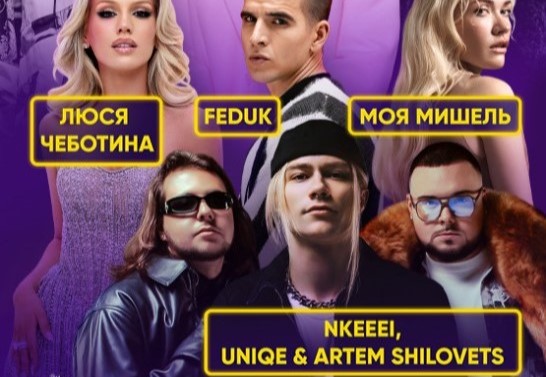 ЛЮСЯ
ЧЕБОТИНА
FEDUK
МОЯ МИШЕЛЬ
NKEEEI,
UNIQE & ARTEM SHILOVETS